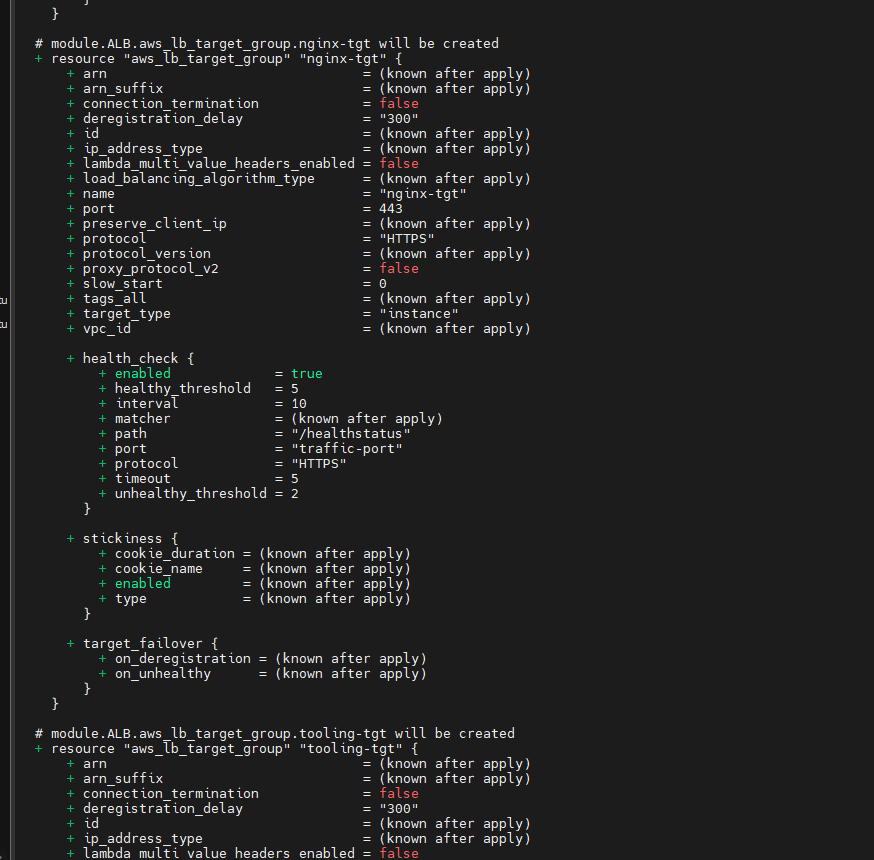 }
}
# module.ALB.aws_lb_target_group.nginx-tgt will be created
+ resource "aws_lb_target_group" "nginx-tgt" {
+ arn = (known after apply)
+ arn_suffix = (known after apply)
+ connection_termination = false
+ deregistration_delay = "300"
+ id = (known after apply)
+ ip_address_type = (known after apply)
+ lambda_multi_value_headers_enabled = false
+ load_balancing_algorithm_type = (known after apply)
+ name = "nginx-tgt"
+ port = 443
+ preserve_client_ip = (known after apply)
+ protocol = "HTTPS"
+ protocol_version = (known after apply)
+ proxy_protocol_v2 = false
+ slow_start = 0
+ tags_all = (known after apply)
+ target_type = "instance"
+ vpc_id = (known after apply)
+ health_check {
+ enabled = true
+ healthy_threshold = 5
+ interval = 10
+ matcher = (known after apply)
+ path = "/healthstatus"
+ port = "traffic-port"
+ protocol = "HTTPS"
+ timeout = 5
+ unhealthy_threshold = 2
}
+ stickiness {
+ cookie_duration = (known after apply)
+ cookie_name = (known after apply)
+ enabled = (known after apply)
+ type = (known after apply)
}
+ target_failover {
+ on_deregistration = (known after apply)
+ on_unhealthy = (known after apply)
}
}
# module.ALB.aws_lb_target_group.tooling-tgt will be created
+ resource "aws_lb_target_group" "tooling-tgt" {
+ arn = (known after apply)
+ arn_suffix = (known after apply)
+ connection_termination = false
+ deregistration_delay = "300"
+ id = (known after apply)
+ ip_address_type = (known after apply)
+ lambda_multi_value_headers_enabled = false